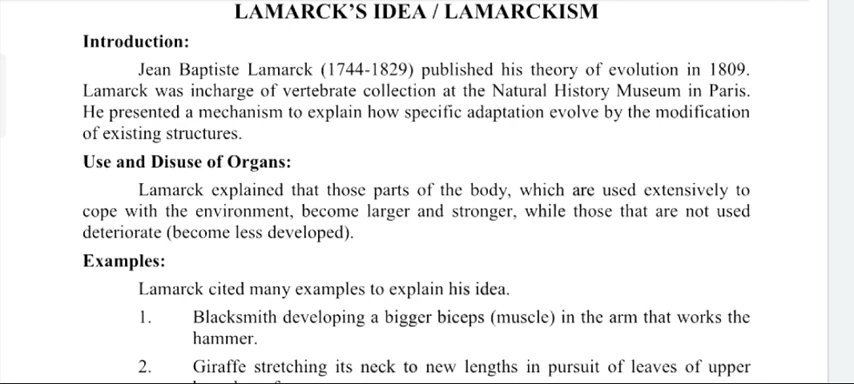 LAMARCK'S IDEA / LAMARCKISM
Introduction:
Jean Baptiste Lamarck (1744-1829) published his theory of evolution in 1809.
Lamarck was incharge of vertebrate collection at the Natural History Museum in Paris.
He presented a mechanism to explain how specific adaptation evolve by the modification
of existing structures.
Use and Disuse of Organs:
Lamarck explained that those parts of the body, which are used extensively to
cope with the environment, become larger and stronger, while those that are not used
deteriorate (become less developed).
Examples:
Lamarck cited many examples to explain his idea.
1. Blacksmith developing a bigger biceps (muscle) in the arm that works the
hammer.
2. Giraffe stretching its neck to new lengths in pursuit of leaves of upper